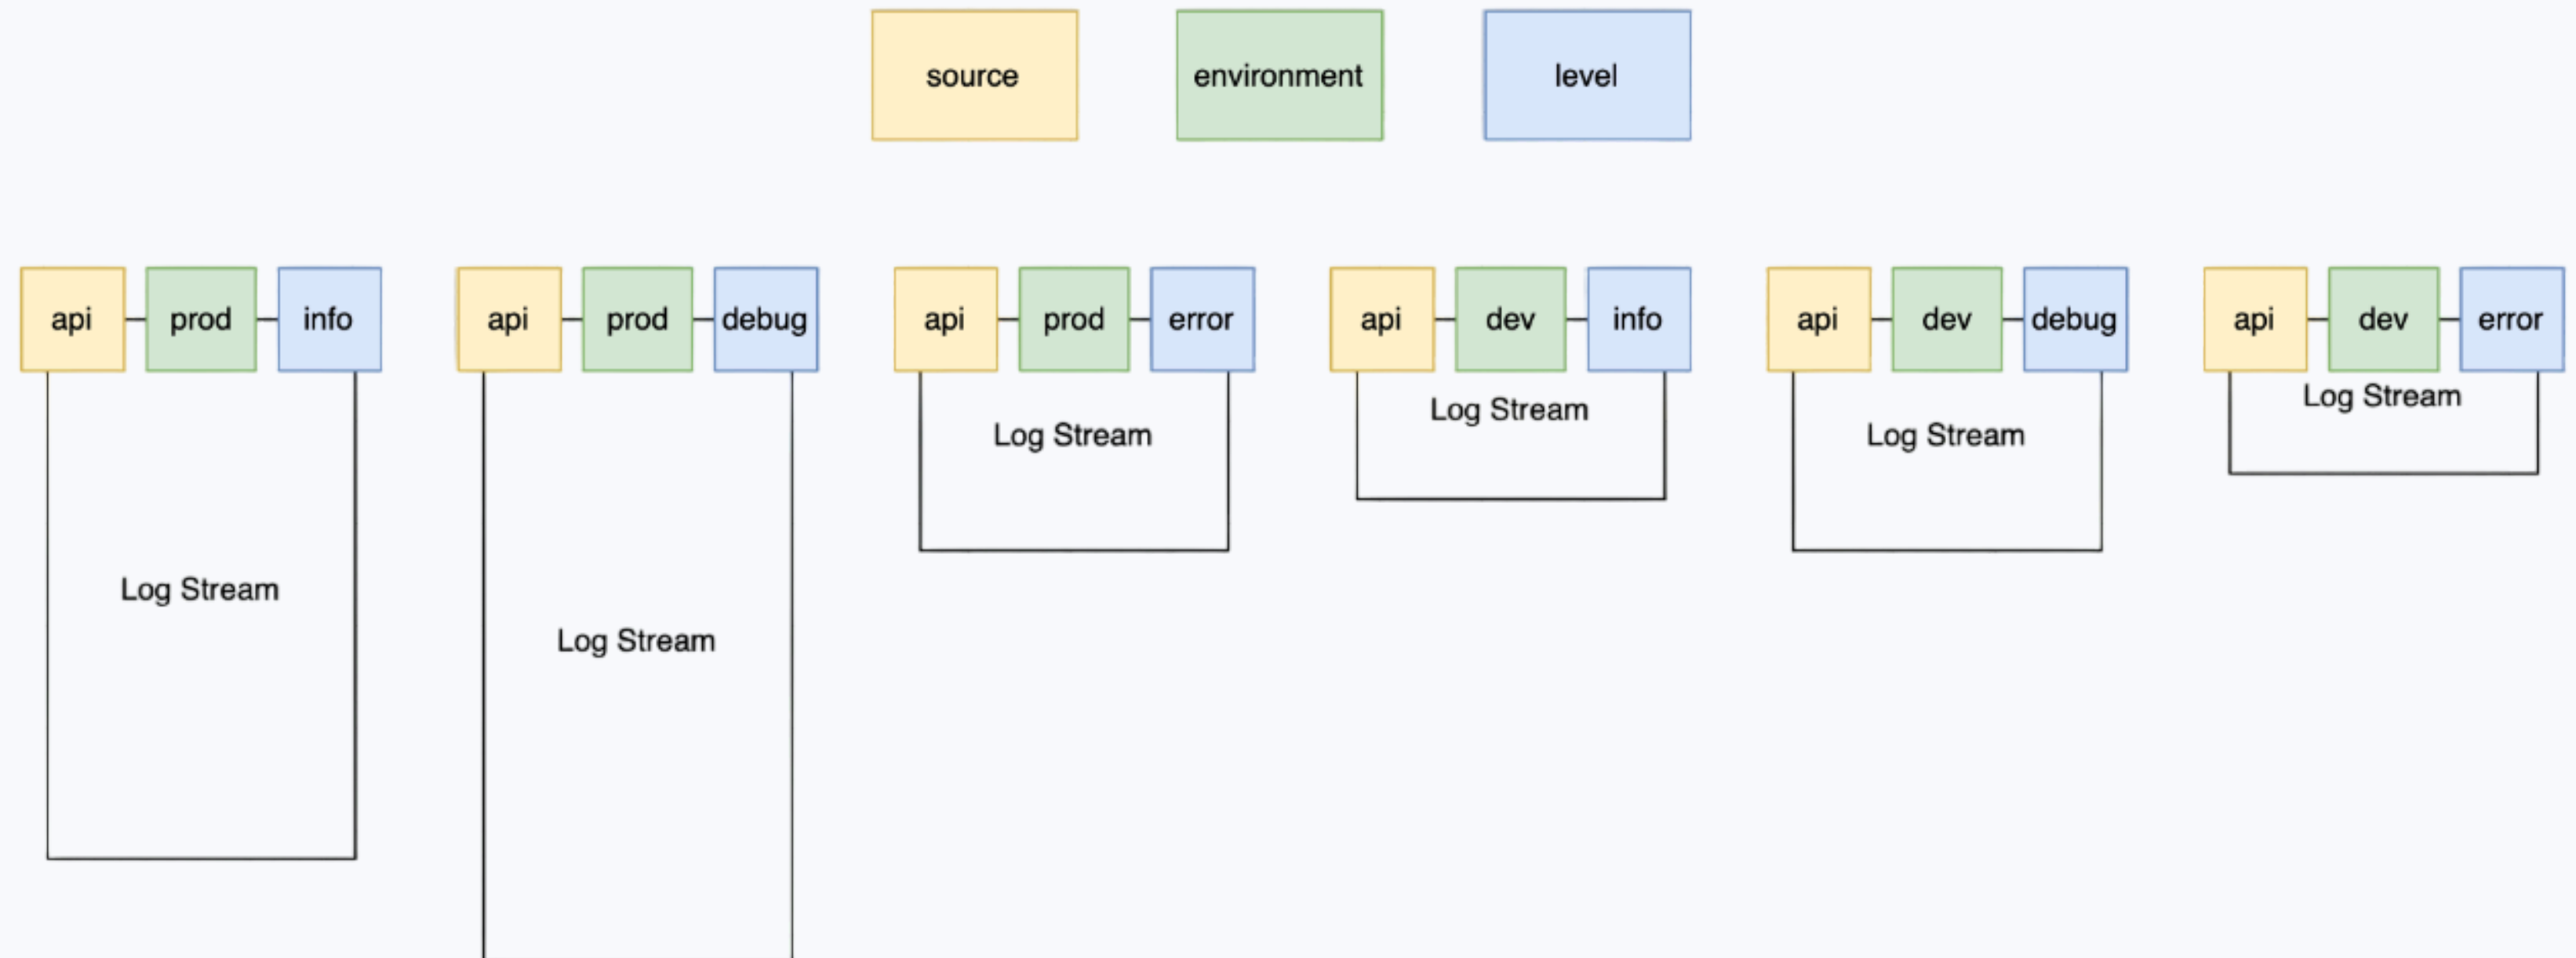 source environment level
api prod info
api prod debug
api prod error
api dev info
api dev debug
api dev error
Log Stream
Log Stream
Log Stream
Log Stream
Log Stream
Log Stream